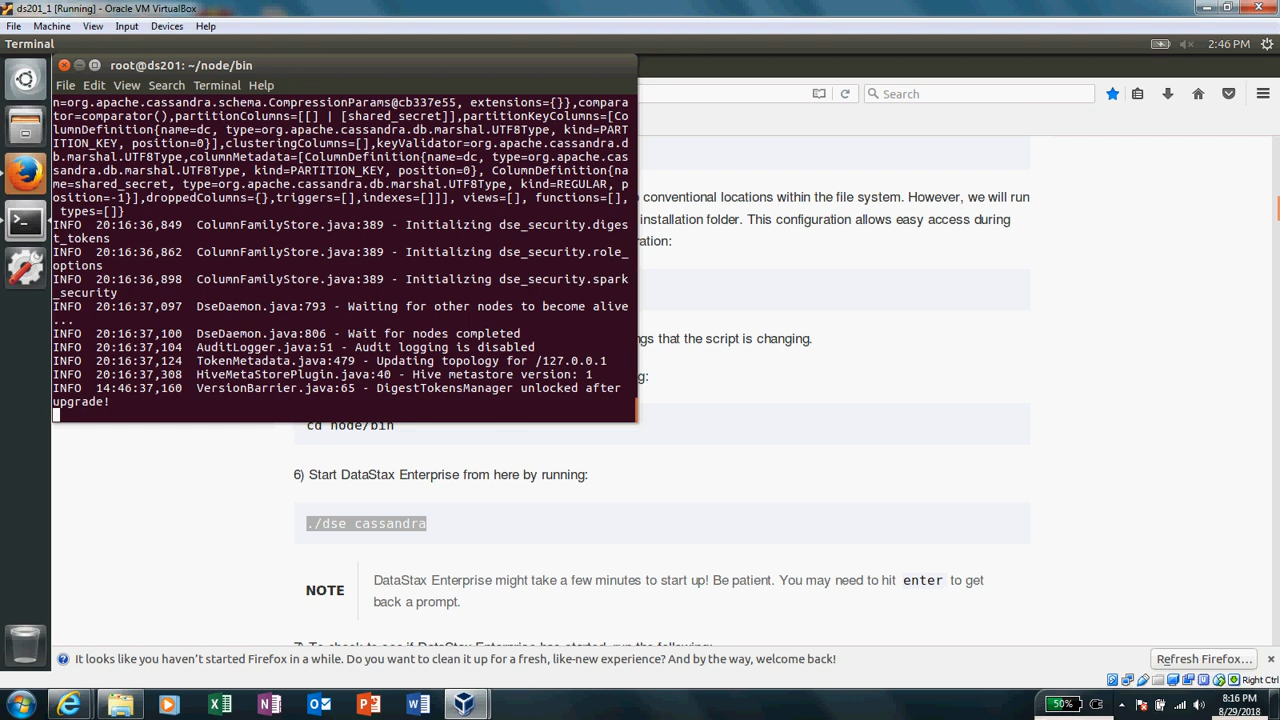 ds201_1 [Running] - Oracle VM VirtualBox
File Machine View Input Devices Help
Terminal
2:46 PM
root@ds201: ~/node/bin
File Edit View Search Terminal Help
Search
n=org.apache.cassandra.schema.CompressionParams@cb337e55, extensions={}},compara
tor=comparator(),partitionColumns=[[] | [shared_secret]],partitionKeyColumns=[Co
lumnDefinition{name=dc, type=org.apache.cassandra.db.marshal.UTF8Type, kind=PART
ITION_KEY, position=0}],clusteringColumns=[],keyValidator=org.apache.cassandra.d
b.marshal.UTF8Type,columnMetadata=[ColumnDefinition{name=dc, type=org.apache.cas
sandra.db.marshal.UTF8Type, kind=PARTITION_KEY, position=0}, ColumnDefinition{na
me=shared_secret, type=org.apache.cassandra.db.marshal.UTF8Type, kind=REGULAR, p
osition=-1}],droppedColumns={},triggers=[],indexes=[]]], views=[], functions=[],
 types=[]}
INFO  20:16:36,849  ColumnFamilyStore.java:389 - Initializing dse_security.diges
t_tokens
INFO  20:16:36,862  ColumnFamilyStore.java:389 - Initializing dse_security.role_
options
INFO  20:16:36,898  ColumnFamilyStore.java:389 - Initializing dse_security.spark
_security
INFO  20:16:37,097  DseDaemon.java:793 - Waiting for other nodes to become alive
...
INFO  20:16:37,100  DseDaemon.java:806 - Wait for nodes completed
INFO  20:16:37,104  AuditLogger.java:51 - Audit logging is disabled
INFO  20:16:37,124  TokenMetadata.java:479 - Updating topology for /127.0.0.1
INFO  20:16:37,308  HiveMetaStorePlugin.java:40 - Hive metastore version: 1
INFO  14:46:37,160  VersionBarrier.java:65 - DigestTokensManager unlocked after
upgrade!
conventional locations within the file system. However, we will run
installation folder. This configuration allows easy access during
ration:
ngs that the script is changing.
g:
cd node/bin
6) Start DataStax Enterprise from here by running:
./dse cassandra
NOTE
DataStax Enterprise might take a few minutes to start up! Be patient. You may need to hit enter to get
back a prompt.
7) To check to see if DataStax Enterprise has started, run the following:
It looks like you haven't started Firefox in a while. Do you want to clean it up for a fresh, like-new experience? And by the way, welcome back!
Refresh Firefox...
Right Ctrl
50%
8:16 PM
8/29/2018